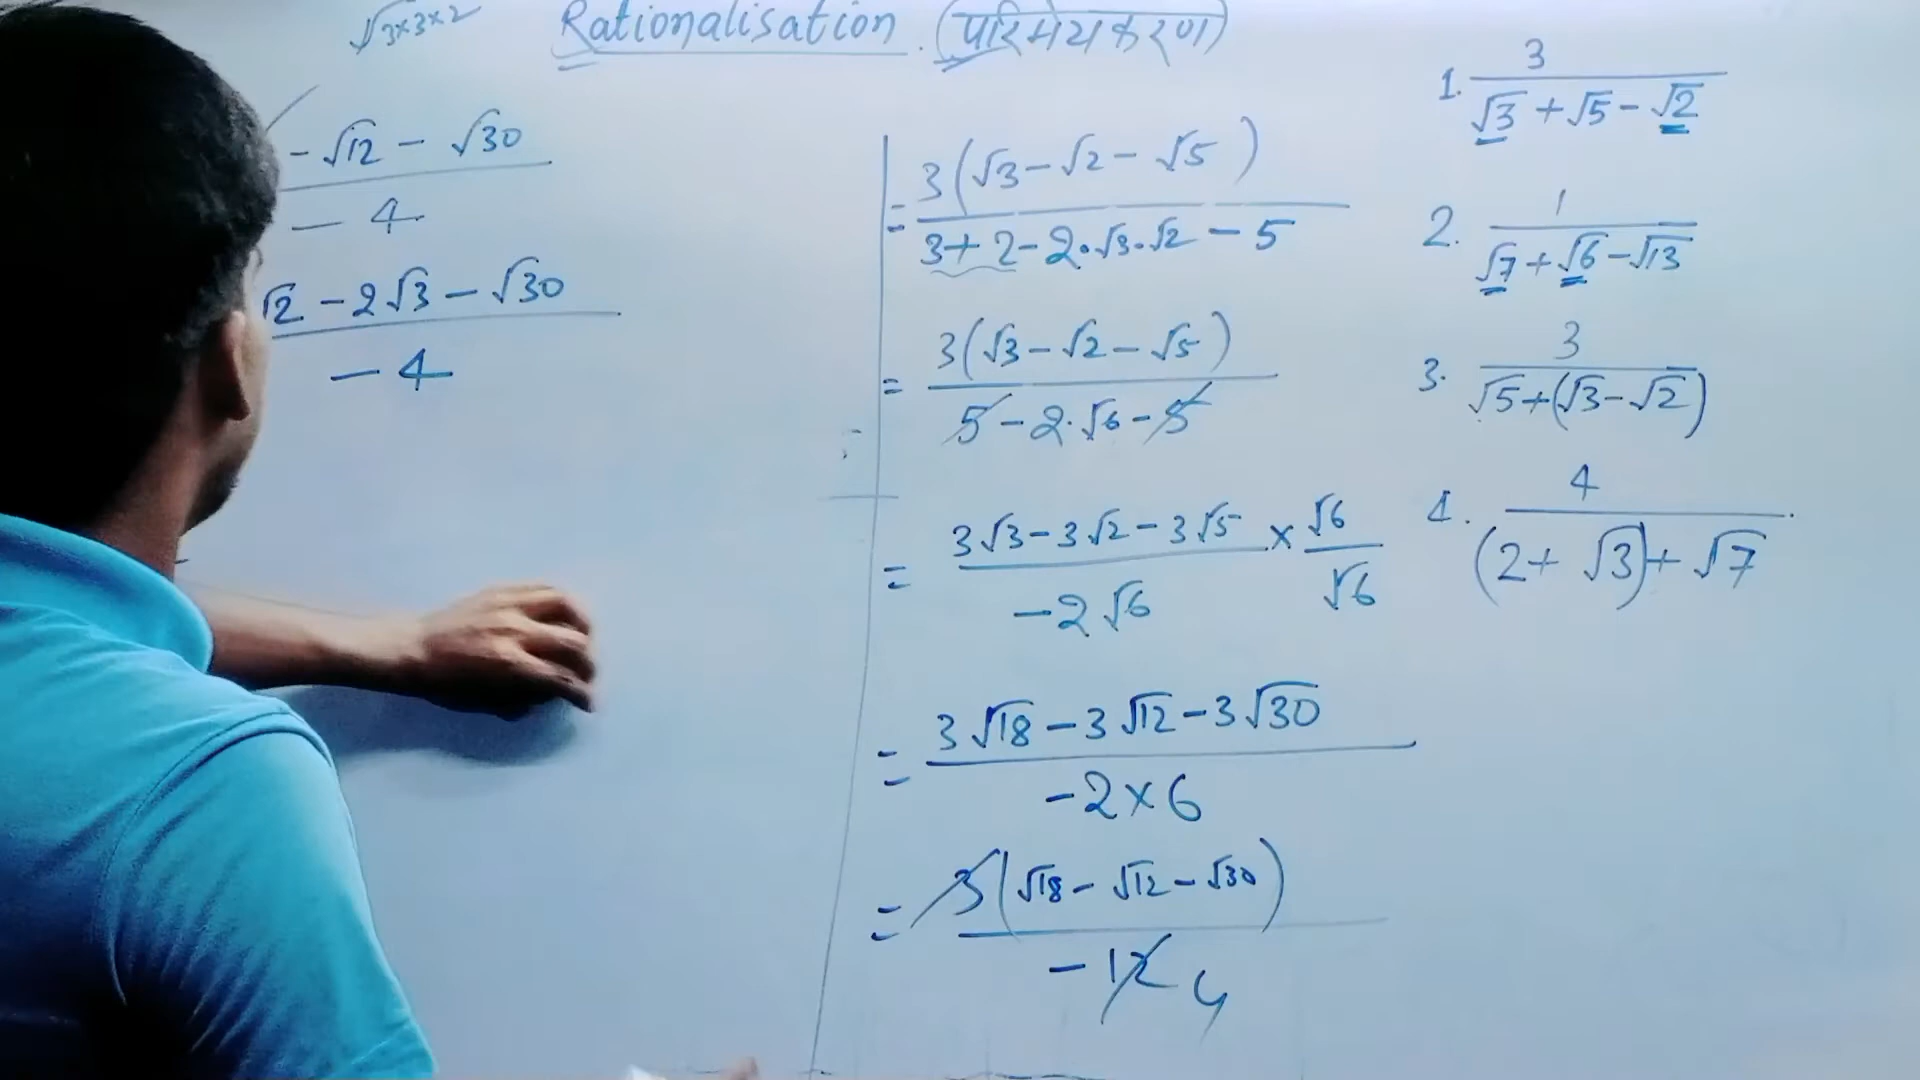 √3×3×2
Rationalisation. (परिमेयकरण)
- √12 - √30
- 4
√2 - 2√3 - √30
- 4
= 3(√3 - √2 - √5)
3 + 2 - 2·√3·√2 - 5
= 3(√3 - √2 - √5)
5 - 2·√6 - 5
= 3√3 - 3√2 - 3√5 × √6
-2√6 √6
= 3√18 - 3√12 - 3√30
-2×6
= 3(√18 - √12 - √30)
-12 4
1. 3
√3 + √5 - √2
2. 1
√7 + √6 - √13
3. 3
√5 + (√3 - √2)
4. 4
(2 + √3) + √7